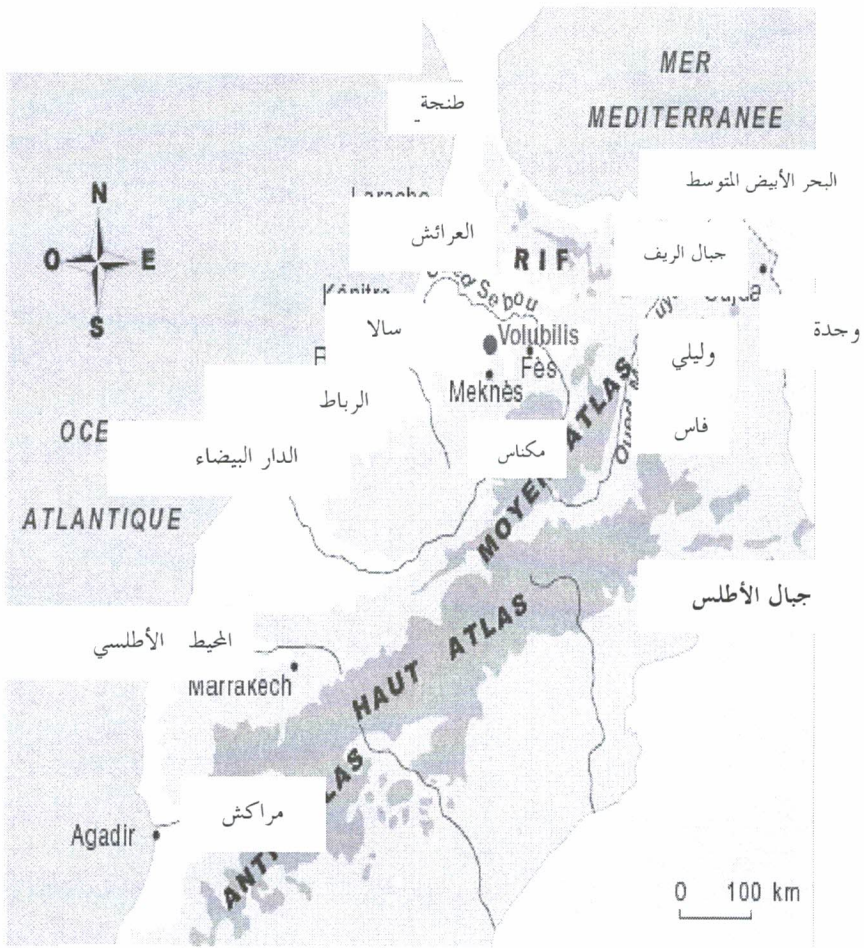 MER
MEDITERRANEE
طنجة
البحر الأبيض المتوسط
N
O
E
S
العرائش
RIF
جبال الريف
Sebou
سالا
Volubilis
وليلي
وجدة
Fès
Meknès
الرباط
فاس
OCE
الدار البيضاء
مكناس
MOYEN ATLAS
ATLANTIQUE
جبال الأطلس
المحيط الأطلسي
Marrakech
HAUT ATLAS
مراكش
Agadir
0 100 km